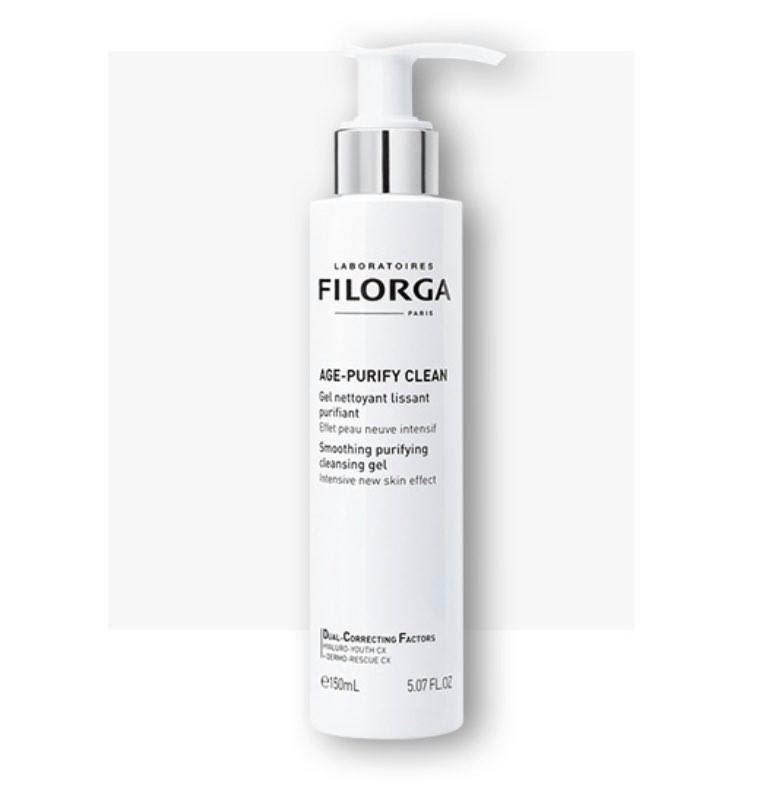 LABORATOIRES
FILORGA
PARIS
AGE-PURIFY CLEAN
Gel nettoyant lissant
purifiant
Effet peau neuve intensif
Smoothing purifying
cleansing gel
Intensive new skin effect
DUAL-CORRECTING FACTORS
HYALURO-YOUTH CX
+DERMO-RESCUE CX
℮150mL 5.07 FL.OZ